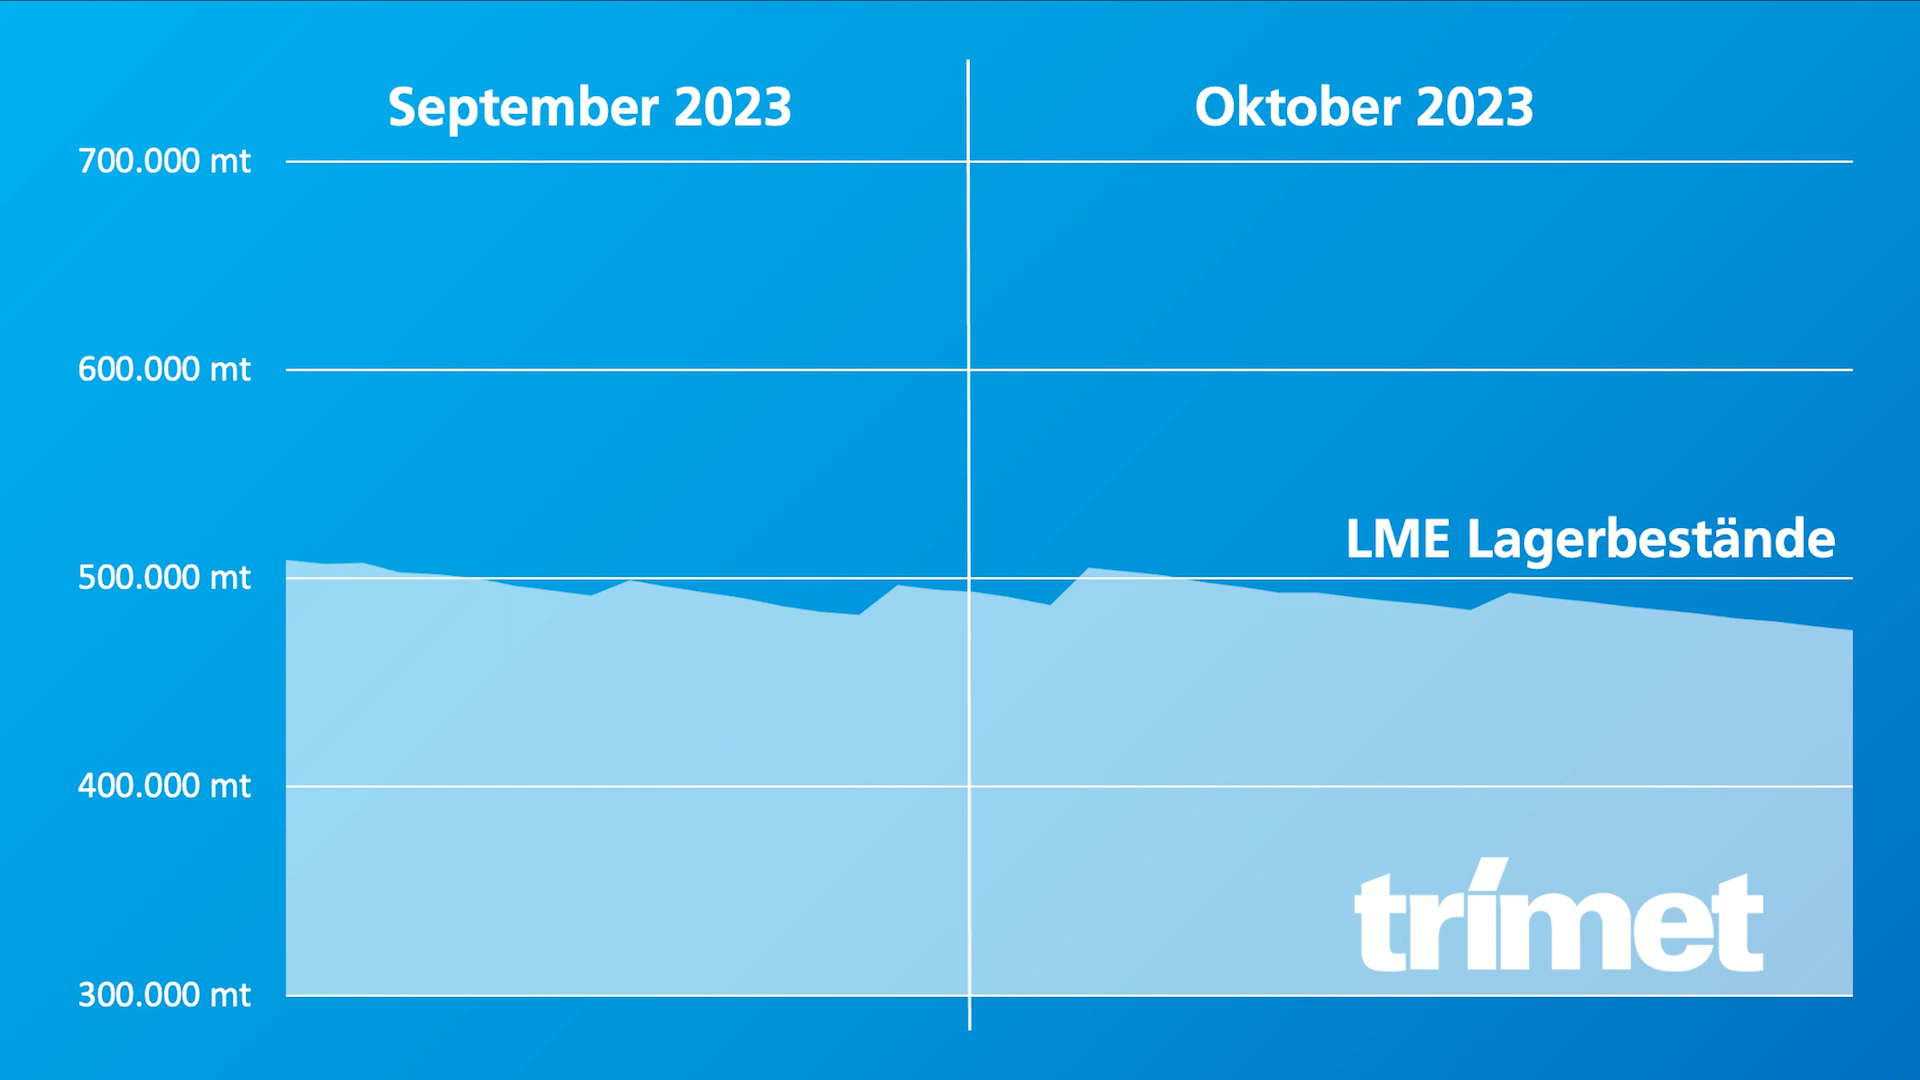 September 2023
Oktober 2023
700.000 mt
600.000 mt
LME Lagerbestände
500.000 mt
400.000 mt
trímet
300.000 mt